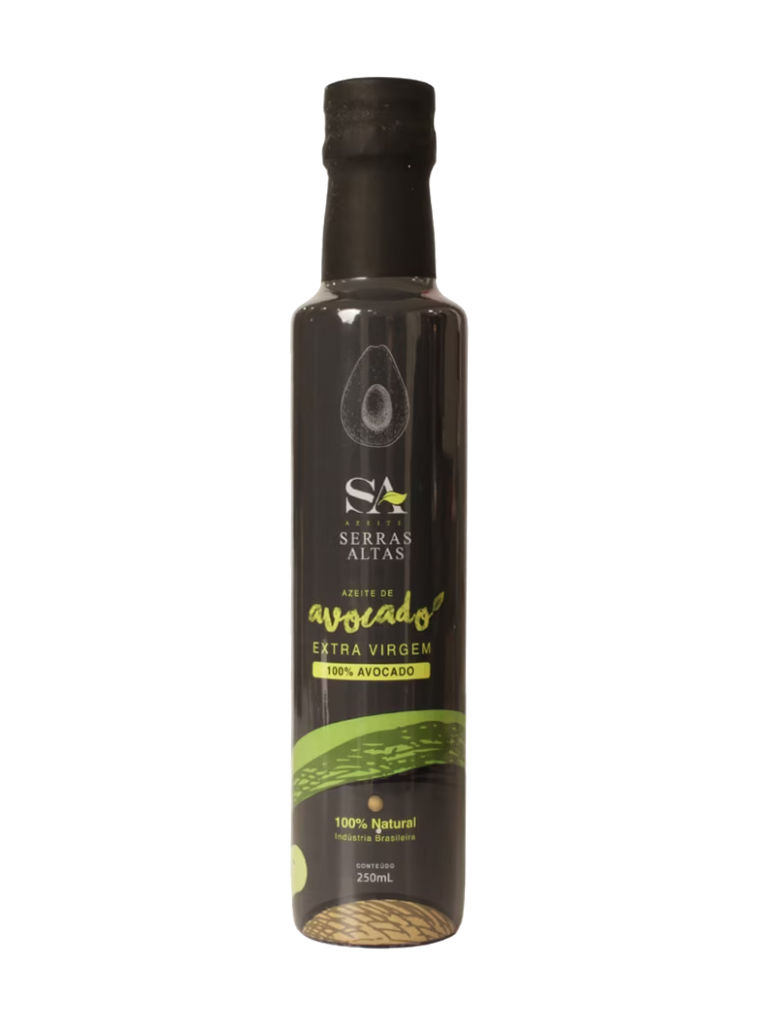 SA
AZEITE
SERRAS
ALTAS
AZEITE DE
avocado
EXTRA VIRGEM
100% AVOCADO
100% Natural
Indústria Brasileira
CONTEÚDO
250mL